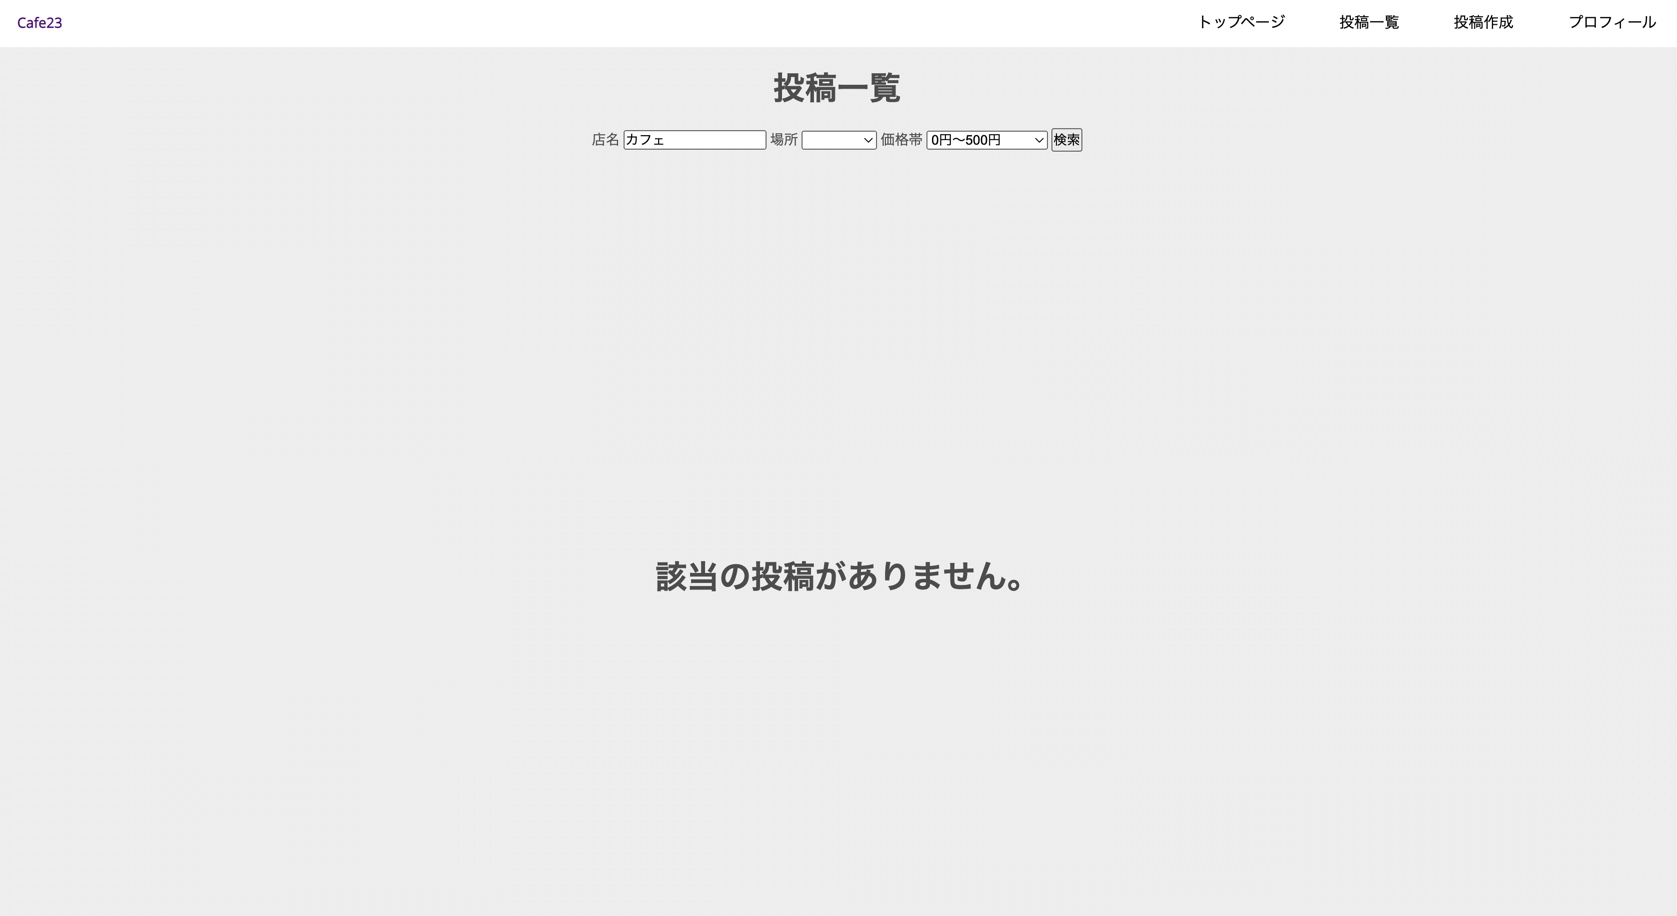 Cafe23 トップページ 投稿一覧 投稿作成 プロフィール
投稿一覧
店名 カフェ 場所 価格帯 0円〜500円 検索
該当の投稿がありません。